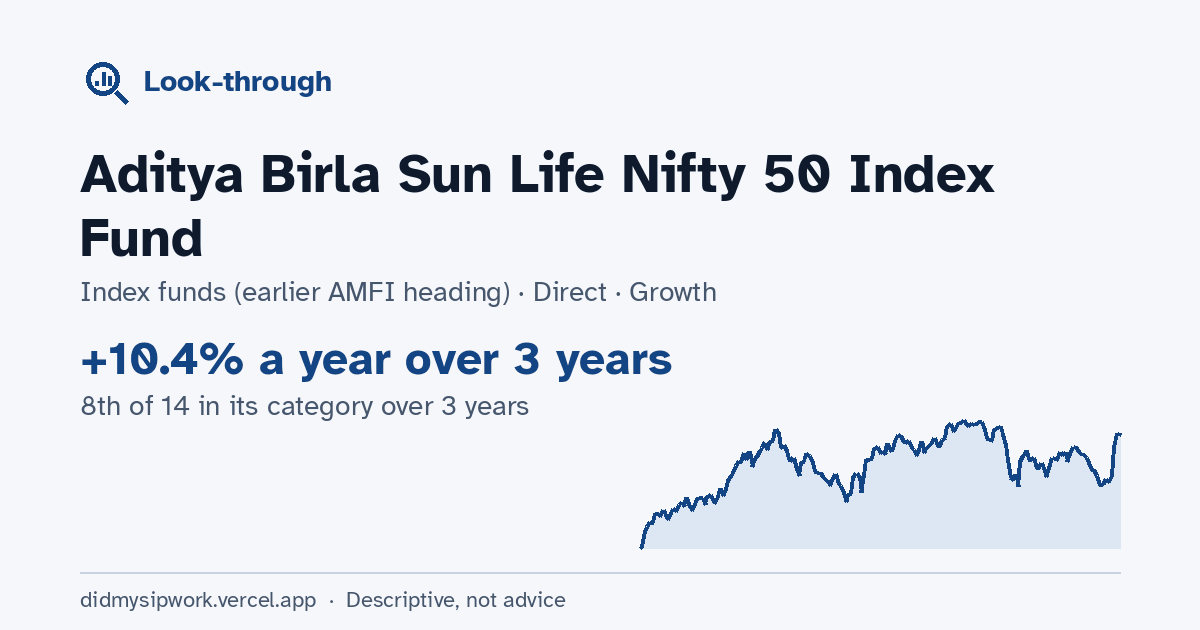 Look-through
Aditya Birla Sun Life Nifty 50 Index
Fund
Index funds (earlier AMFI heading) · Direct · Growth
+10.4% a year over 3 years
8th of 14 in its category over 3 years
didmysipwork.vercel.app · Descriptive, not advice